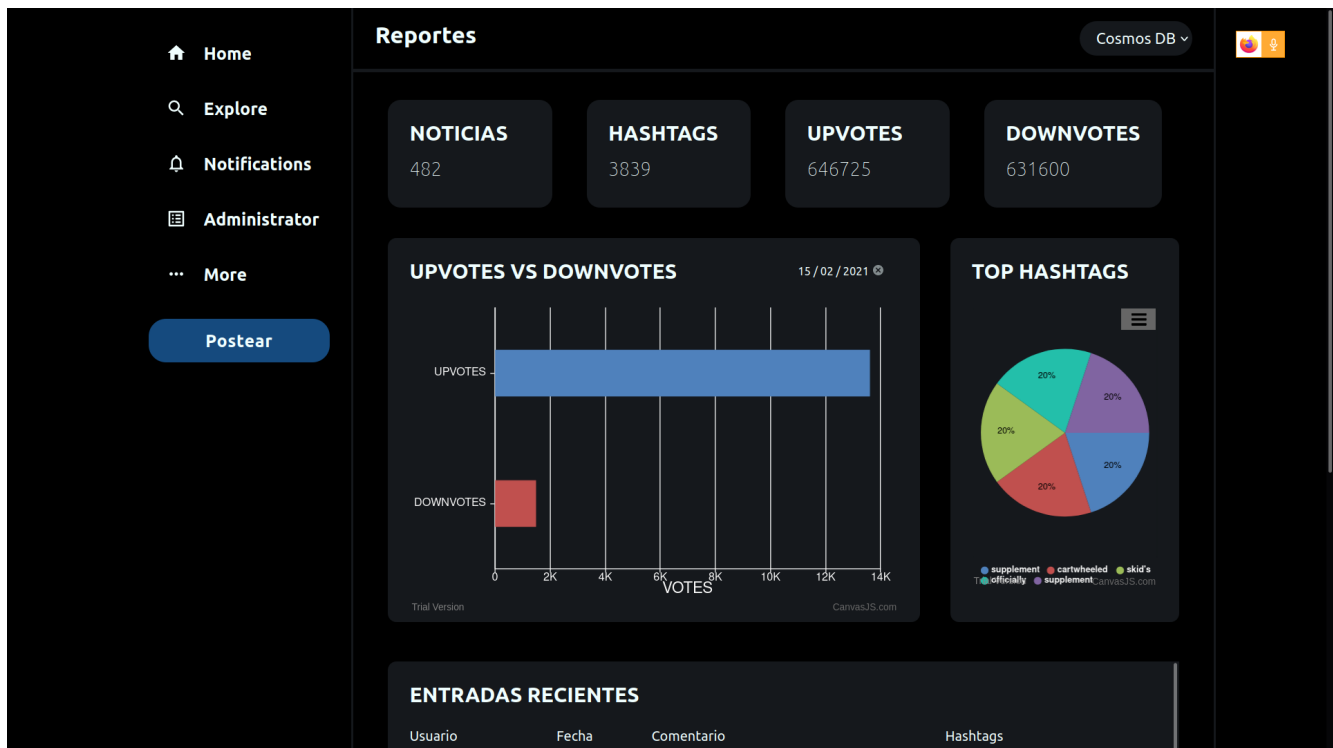 Home
Explore
Notifications
Administrator
More
Postear
Reportes
Cosmos DB
NOTICIAS
482
HASHTAGS
3839
UPVOTES
646725
DOWNVOTES
631600
UPVOTES VS DOWNVOTES
15 / 02 / 2021
UPVOTES
DOWNVOTES
0 2K 4K 6K 8K 10K 12K 14K
VOTES
Trial Version
CanvasJS.com
TOP HASHTAGS
20%
20%
20%
20%
20%
supplement cartwheeled skid's
officially supplement
CanvasJS.com
ENTRADAS RECIENTES
Usuario Fecha Comentario Hashtags